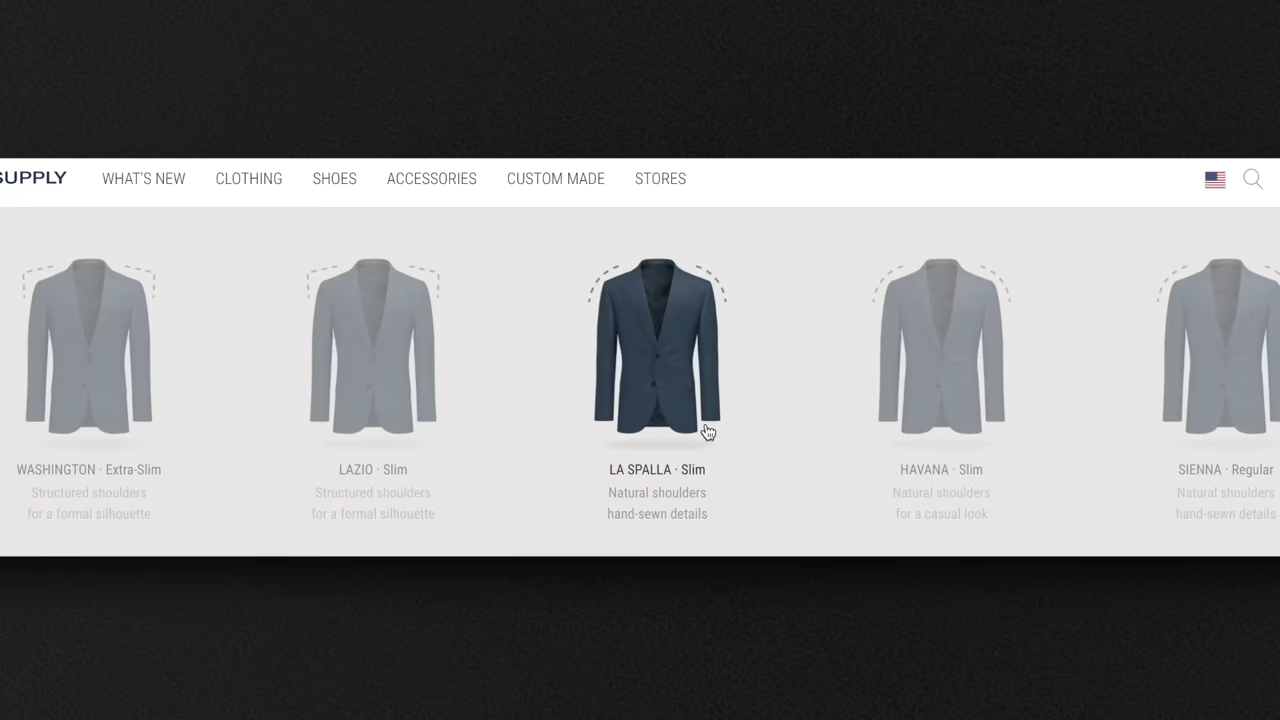 SUPPLY WHAT'S NEW CLOTHING SHOES ACCESSORIES CUSTOM MADE STORES
WASHINGTON · Extra-Slim
Structured shoulders
for a formal silhouette
LAZIO · Slim
Structured shoulders
for a formal silhouette
LA SPALLA · Slim
Natural shoulders
hand-sewn details
HAVANA · Slim
Natural shoulders
for a casual look
SIENNA · Regular
Natural shoulders
hand-sewn details